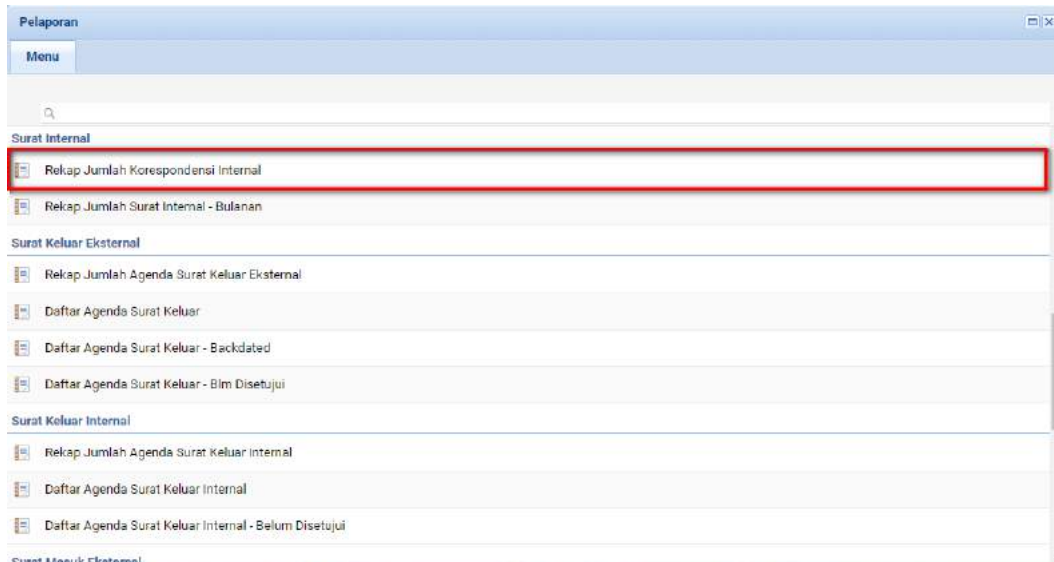 Pelaporan
Menu
Surat Internal
Rekap Jumlah Korespondensi Internal
Rekap Jumlah Surat Internal - Bulanan
Surat Keluar Eksternal
Rekap Jumlah Agenda Surat Keluar Eksternal
Daftar Agenda Surat Keluar
Daftar Agenda Surat Keluar - Backdated
Daftar Agenda Surat Keluar - Blm Disetujui
Surat Keluar Internal
Rekap Jumlah Agenda Surat Keluar Internal
Daftar Agenda Surat Keluar Internal
Daftar Agenda Surat Keluar Internal - Belum Disetujui
Surat Masuk Eksternal